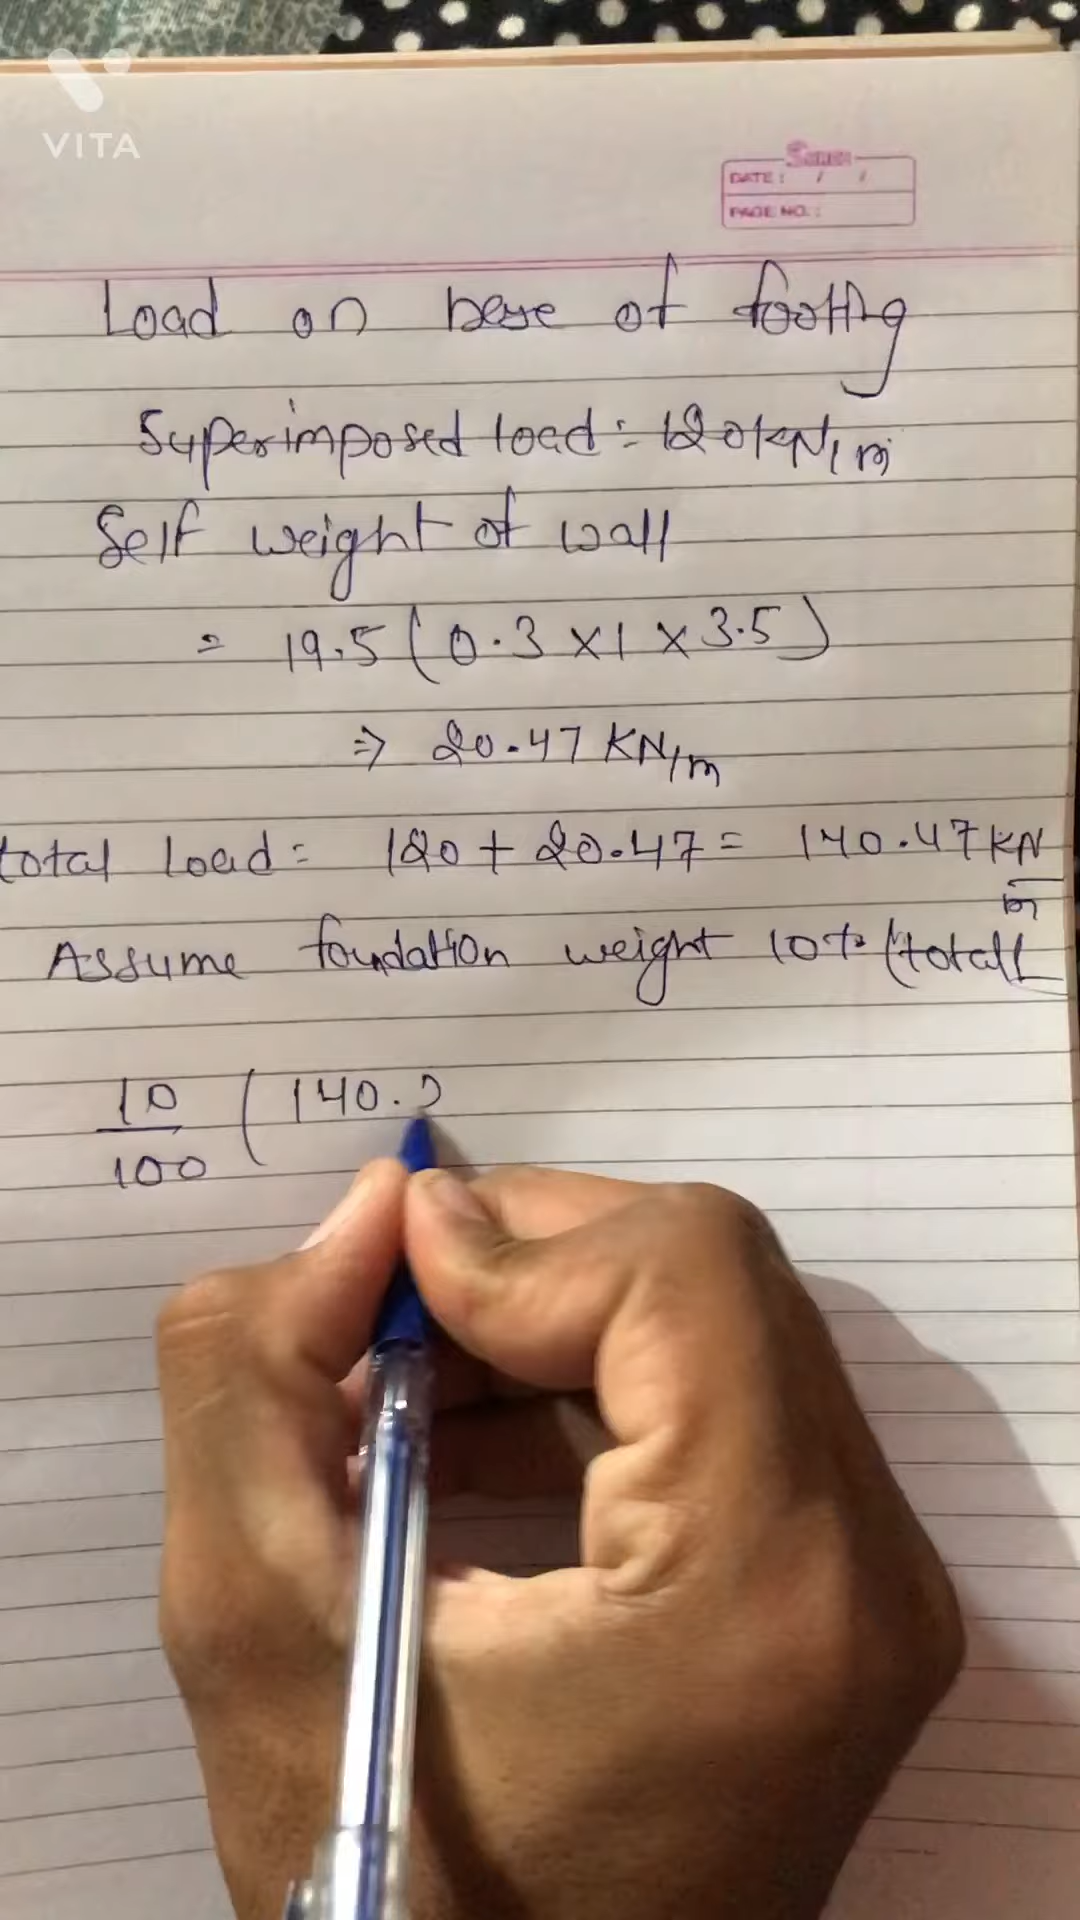 VITA
DATE: / /
PAGE NO.:
Load on base of footing
Superimposed load = 120 KN/m
Self weight of wall
= 19.5 (0.3 x 1 x 3.5)
⇒ 20.47 KN/m
total load = 120 + 20.47 = 140.47 KN/m
Assume foundation weight 10% (total L
10/100 (140.